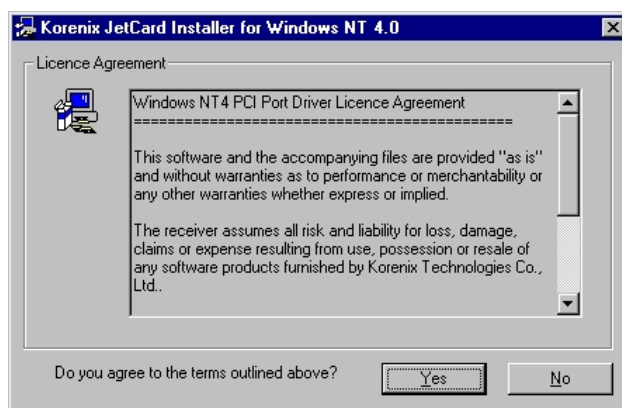 Korenix JetCard Installer for Windows NT 4.0
Licence Agreement
Windows NT4 PCI Port Driver Licence Agreement
==============================================
This software and the accompanying files are provided "as is"
and without warranties as to performance or merchantability or
any other warranties whether express or implied.
The receiver assumes all risk and liability for loss, damage,
claims or expense resulting from use, possession or resale of
any software products furnished by Korenix Technologies Co.,
Ltd..
Do you agree to the terms outlined above?
Yes
No